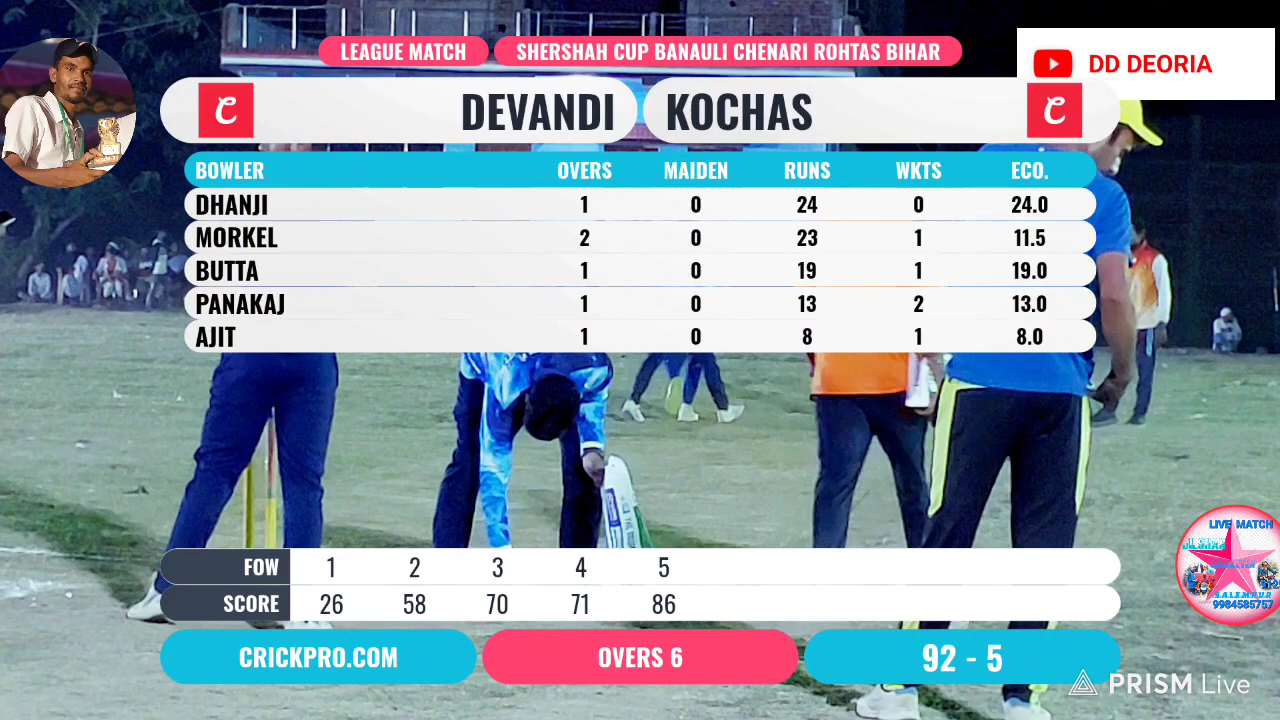 LEAGUE MATCH SHERSHAH CUP BANAULI CHENARI ROHTAS BIHAR
DD DEORIA
DEVANDI KOCHAS
BOWLER OVERS MAIDEN RUNS WKTS ECO.
DHANJI 1 0 24 0 24.0
MORKEL 2 0 23 1 11.5
BUTTA 1 0 19 1 19.0
PANAKAJ 1 0 13 2 13.0
AJIT 1 0 8 1 8.0
LIVE MATCH
SALEMPUR
9984585757
FOW 1 2 3 4 5
SCORE 26 58 70 71 86
CRICKPRO.COM OVERS 6 92 - 5
PRISM Live